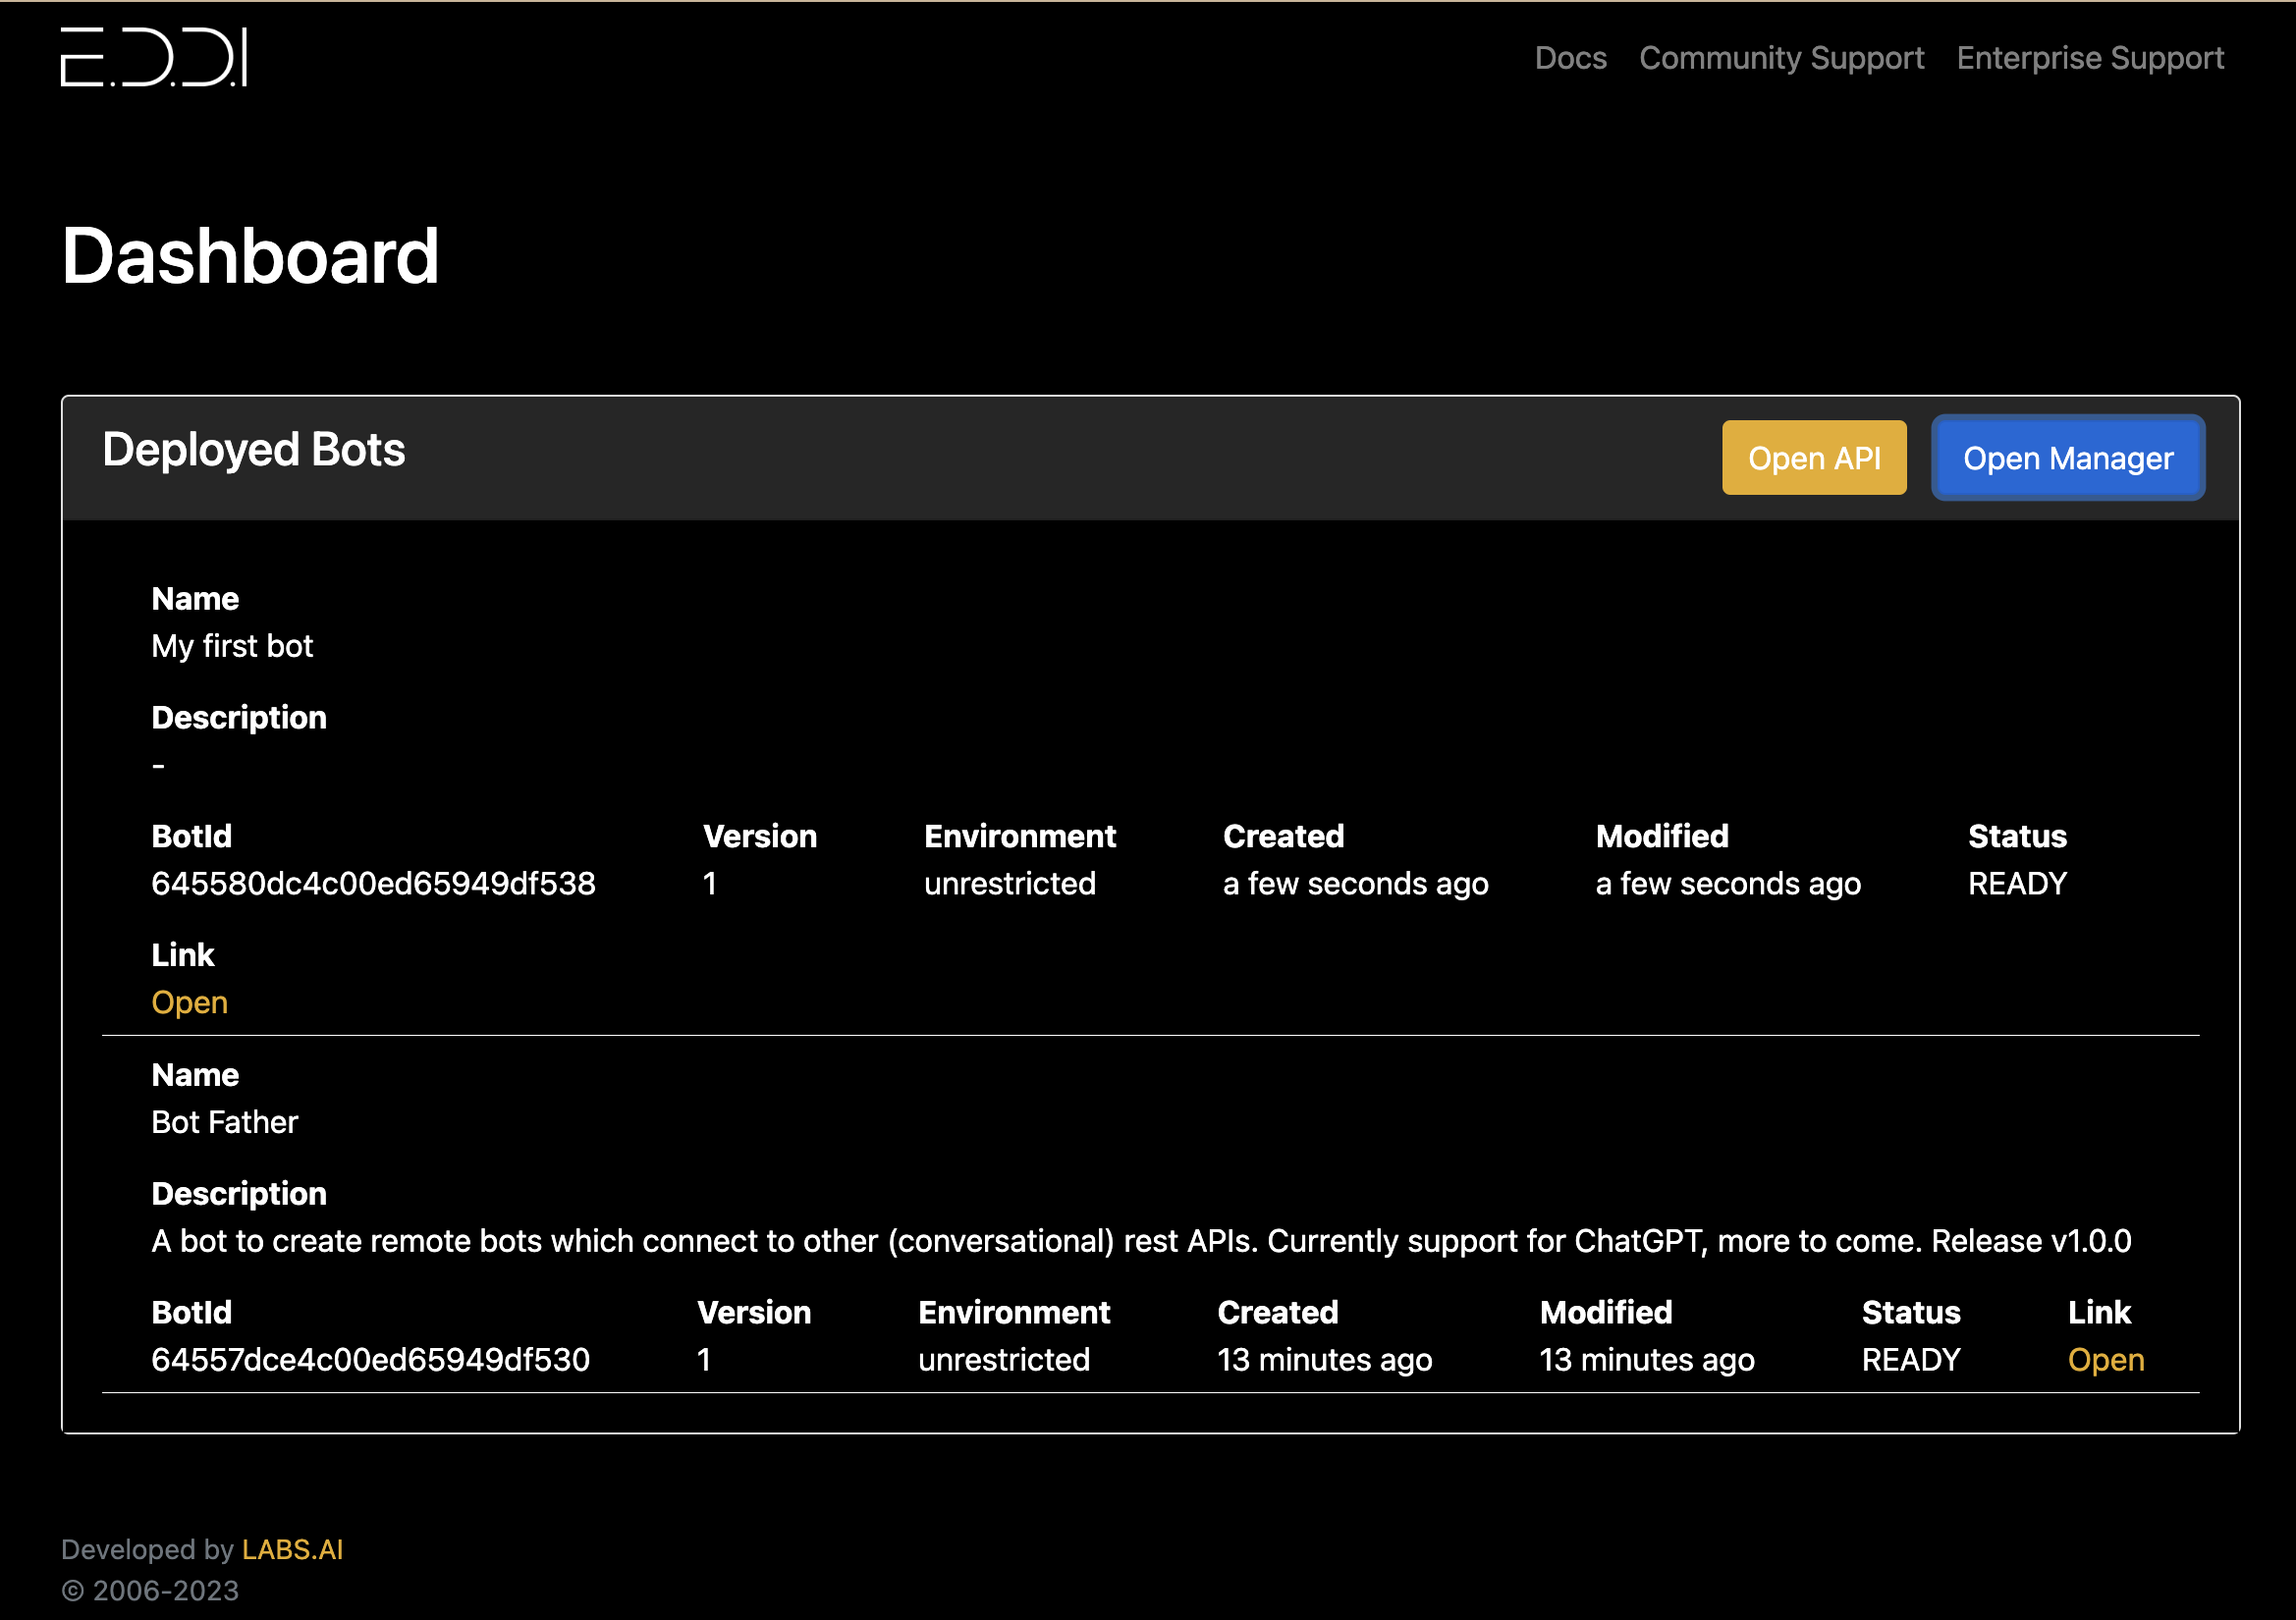 E.D.D.I
Docs Community Support Enterprise Support
Dashboard
Deployed Bots
Open API Open Manager
Name
My first bot
Description
-
BotId Version Environment Created Modified Status
645580dc4c00ed65949df538 1 unrestricted a few seconds ago a few seconds ago READY
Link
Open
Name
Bot Father
Description
A bot to create remote bots which connect to other (conversational) rest APIs. Currently support for ChatGPT, more to come. Release v1.0.0
BotId Version Environment Created Modified Status Link
64557dce4c00ed65949df530 1 unrestricted 13 minutes ago 13 minutes ago READY Open
Developed by LABS.AI
© 2006-2023